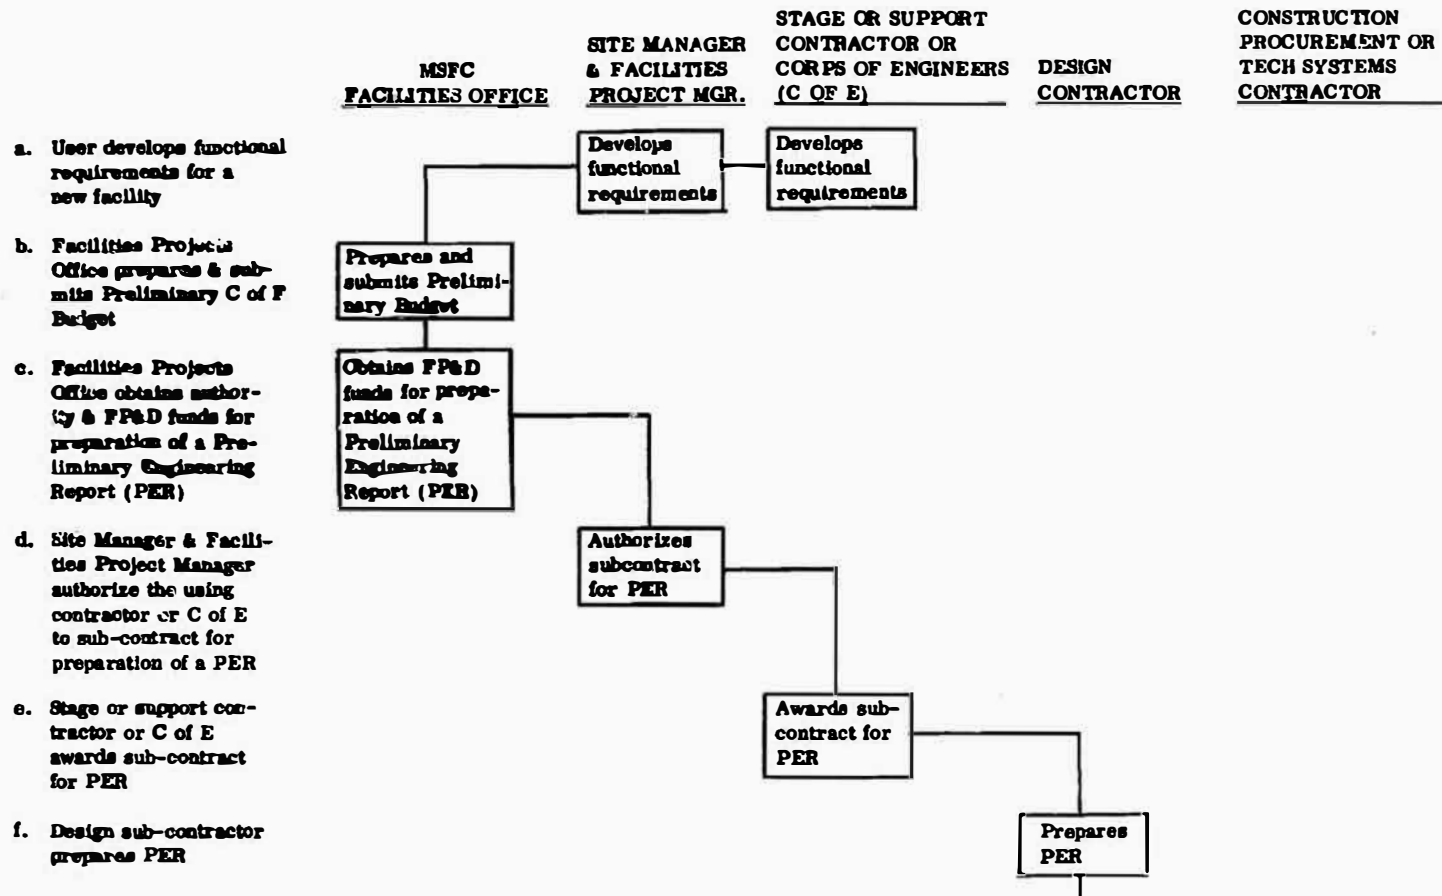 MSFC
FACILITIES OFFICE
SITE MANAGER
& FACILITIES
PROJECT MGR.
STAGE OR SUPPORT
CONTRACTOR OR
CORPS OF ENGINEERS
(C OF E)
DESIGN
CONTRACTOR
CONSTRUCTION
PROCUREMENT OR
TECH SYSTEMS
CONTRACTOR
a. User develops functional
requirements for a
new facility
Develops
functional
requirements
Develops
functional
requirements
b. Facilities Projects
Office prepares & sub-
mits Preliminary C of F
Budget
Prepares and
submits Prelimi-
nary Budget
c. Facilities Projects
Office obtains author-
ity & FP&D funds for
preparation of a Pre-
liminary Engineering
Report (PER)
Obtains FP&D
funds for prepa-
ration of a
Preliminary
Engineering
Report (PER)
d. Site Manager & Facili-
ties Project Manager
authorize the using
contractor or C of E
to sub-contract for
preparation of a PER
Authorizes
subcontract
for PER
e. Stage or support con-
tractor or C of E
awards sub-contract
for PER
Awards sub-
contract for
PER
f. Design sub-contractor
prepares PER
Prepares
PER